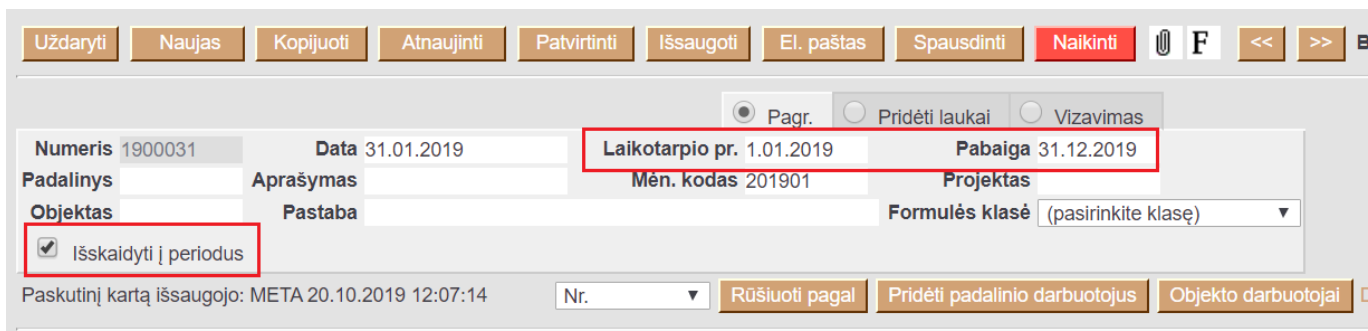 Uždaryti Naujas Kopijuoti Atnaujinti Patvirtinti Išsaugoti El. paštas Spausdinti Naikinti F << >>
Pagr. Pridėti laukai Vizavimas
Numeris 1900031 Data 31.01.2019 Laikotarpio pr. 1.01.2019 Pabaiga 31.12.2019
Padalinys Aprašymas Mėn. kodas 201901 Projektas
Objektas Pastaba Formulės klasė (pasirinkite klasę)
Išskaidyti į periodus
Paskutinį kartą išsaugojo: META 20.10.2019 12:07:14 Nr. Rūšiuoti pagal Pridėti padalinio darbuotojus Objekto darbuotojai